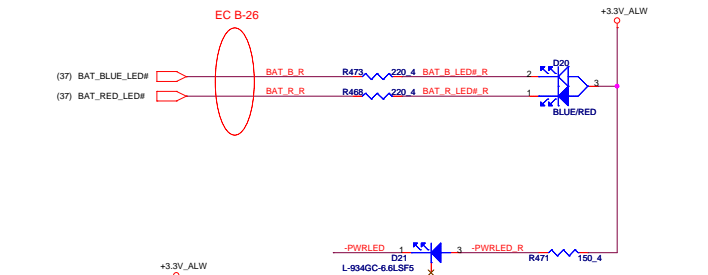 EC B-26
+3.3V_ALW
(37) BAT_BLUE_LED#
BAT_B_R
R473
220_4
BAT_B_LED#_R
2
D20
3
(37) BAT_RED_LED#
BAT_R_R
R468
220_4
BAT_R_LED#_R
1
BLUE/RED
-PWRLED
1
D21
3
-PWRLED_R
R471
150_4
L-934GC-6.6LSF5
+3.3V_ALW